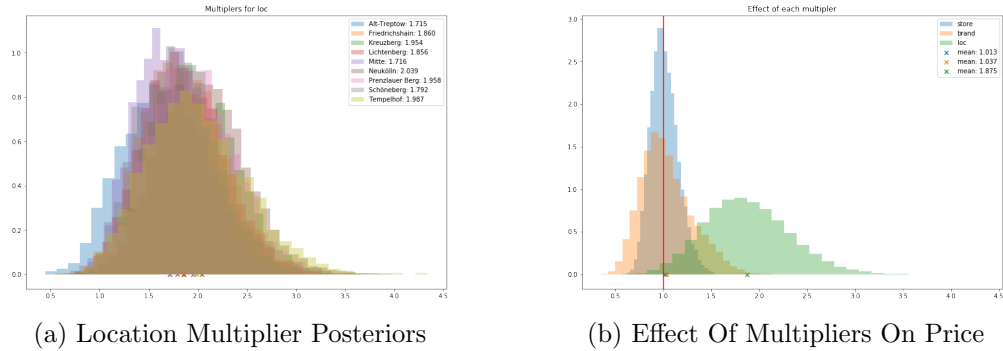 Multiplers for loc
Alt-Treptow: 1.715
Friedrichshain: 1.860
Kreuzberg: 1.954
Lichtenberg: 1.856
Mitte: 1.716
Neukölln: 2.039
Prenzlauer Berg: 1.958
Schöneberg: 1.792
Tempelhof: 1.987
1.0
0.8
0.6
0.4
0.2
0.0
0.5 1.0 1.5 2.0 2.5 3.0 3.5 4.0 4.5
(a) Location Multiplier Posteriors
Effect of each multipler
store
brand
loc
mean: 1.013
mean: 1.037
mean: 1.875
3.0
2.5
2.0
1.5
1.0
0.5
0.0
0.5 1.0 1.5 2.0 2.5 3.0 3.5 4.0 4.5
(b) Effect Of Multipliers On Price